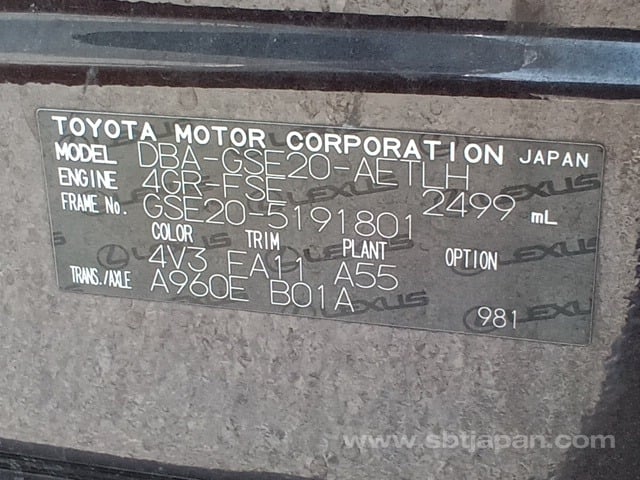 TOYOTA MOTOR CORPORATION JAPAN
MODEL DBA-GSE20-AETLH
ENGINE 4GR-FSE 2499 mL
FRAME No. GSE20-5191801
COLOR TRIM PLANT OPTION
4V3 FA11 A55
TRANS./AXLE A960E B01A
981
www.sbtjapan.com